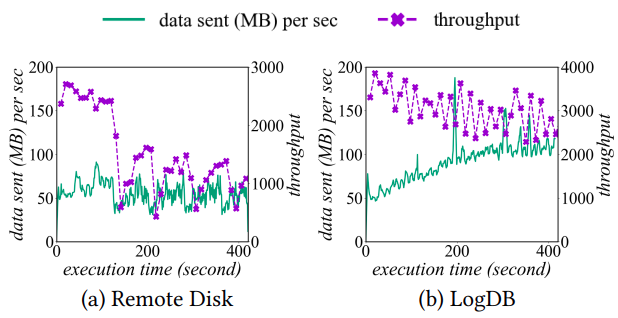 data sent (MB) per sec throughput
data sent (MB) per sec
200
150
100
50
0
3000
2000
1000
0
throughput
0 200 400
execution time (second)
(a) Remote Disk
data sent (MB) per sec
200
150
100
50
0
4000
3000
2000
1000
0
throughput
0 200 400
execution time (second)
(b) LogDB